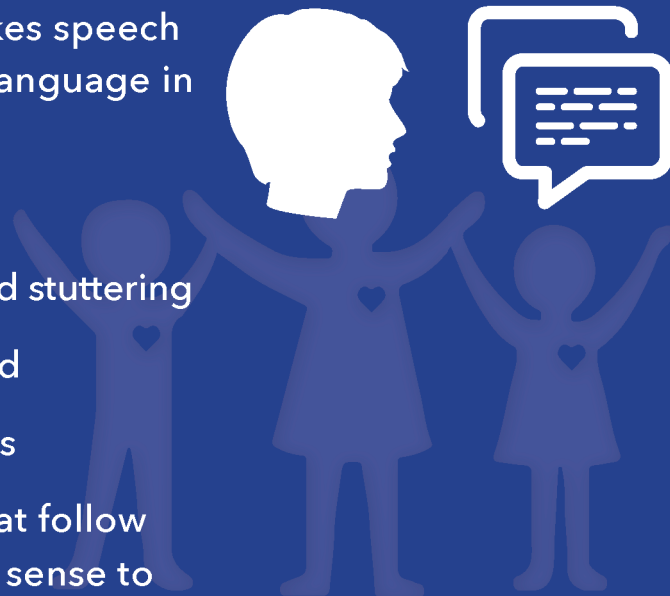 kes speech
anguage in
d stuttering
d
s
at follow
sense to